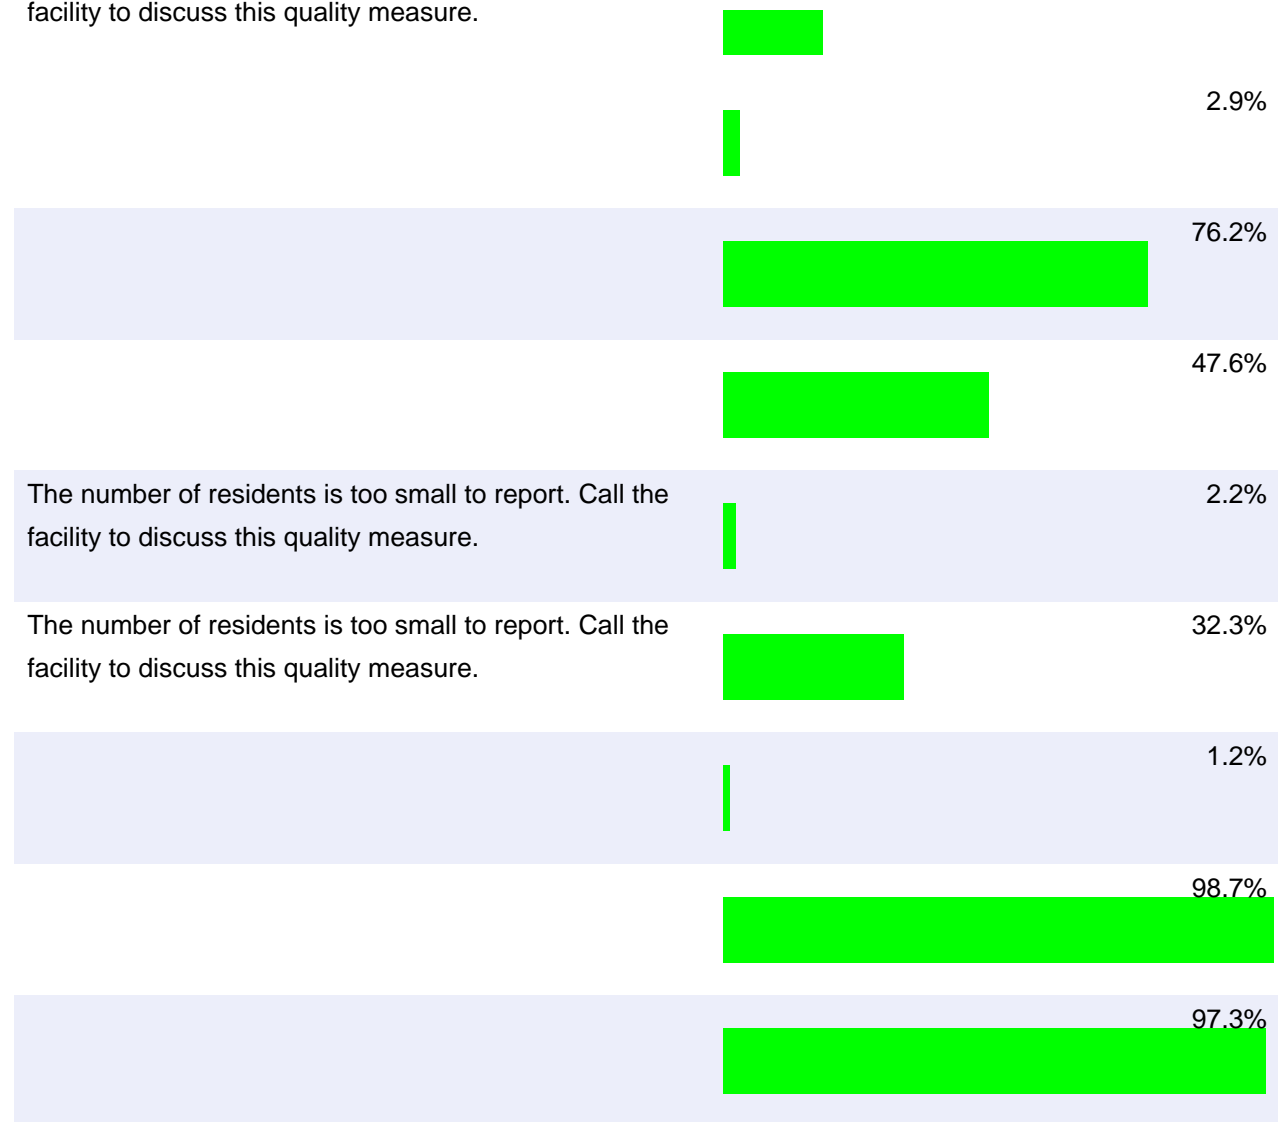 facility to discuss this quality measure.
2.9%
76.2%
47.6%
The number of residents is too small to report. Call the
2.2%
facility to discuss this quality measure.
The number of residents is too small to report. Call the
32.3%
facility to discuss this quality measure.
1.2%
98.7%
97.3%